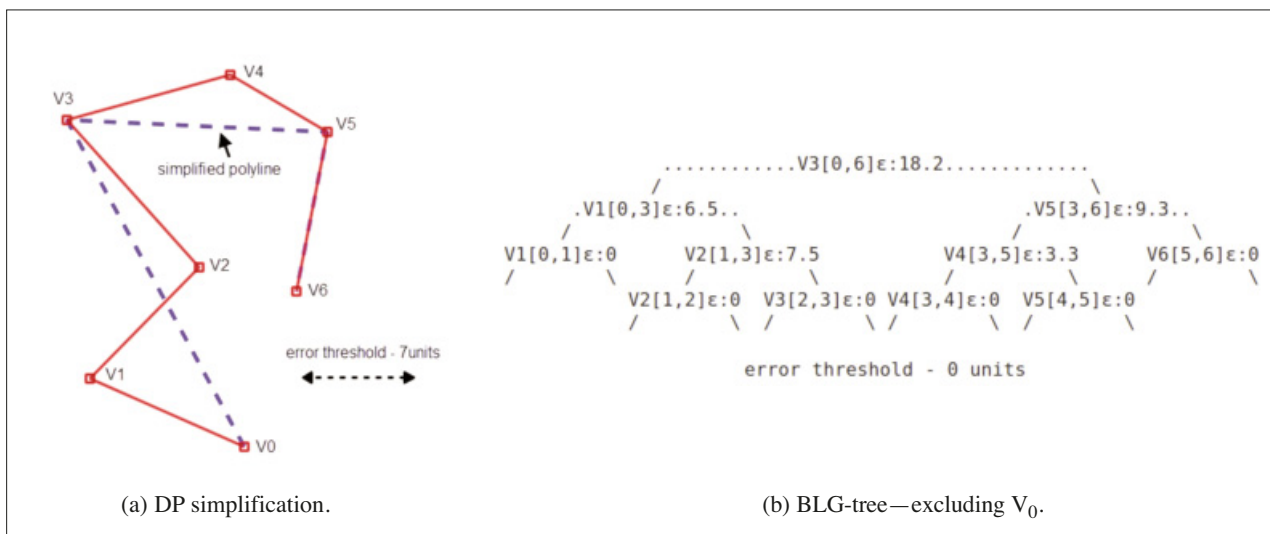 V4
V3
V5
simplified polyline
V2
V6
error threshold - 7units
V1
V0
(a) DP simplification.
............V3[0,6]ε:18.2.............
/ \
.V1[0,3]ε:6.5.. .V5[3,6]ε:9.3..
/ \ / \
V1[0,1]ε:0 V2[1,3]ε:7.5 V4[3,5]ε:3.3 V6[5,6]ε:0
/ \ / \ / \ / \
V2[1,2]ε:0 V3[2,3]ε:0 V4[3,4]ε:0 V5[4,5]ε:0
/ \ / \ / \ / \
error threshold - 0 units
(b) BLG-tree—excluding V₀.